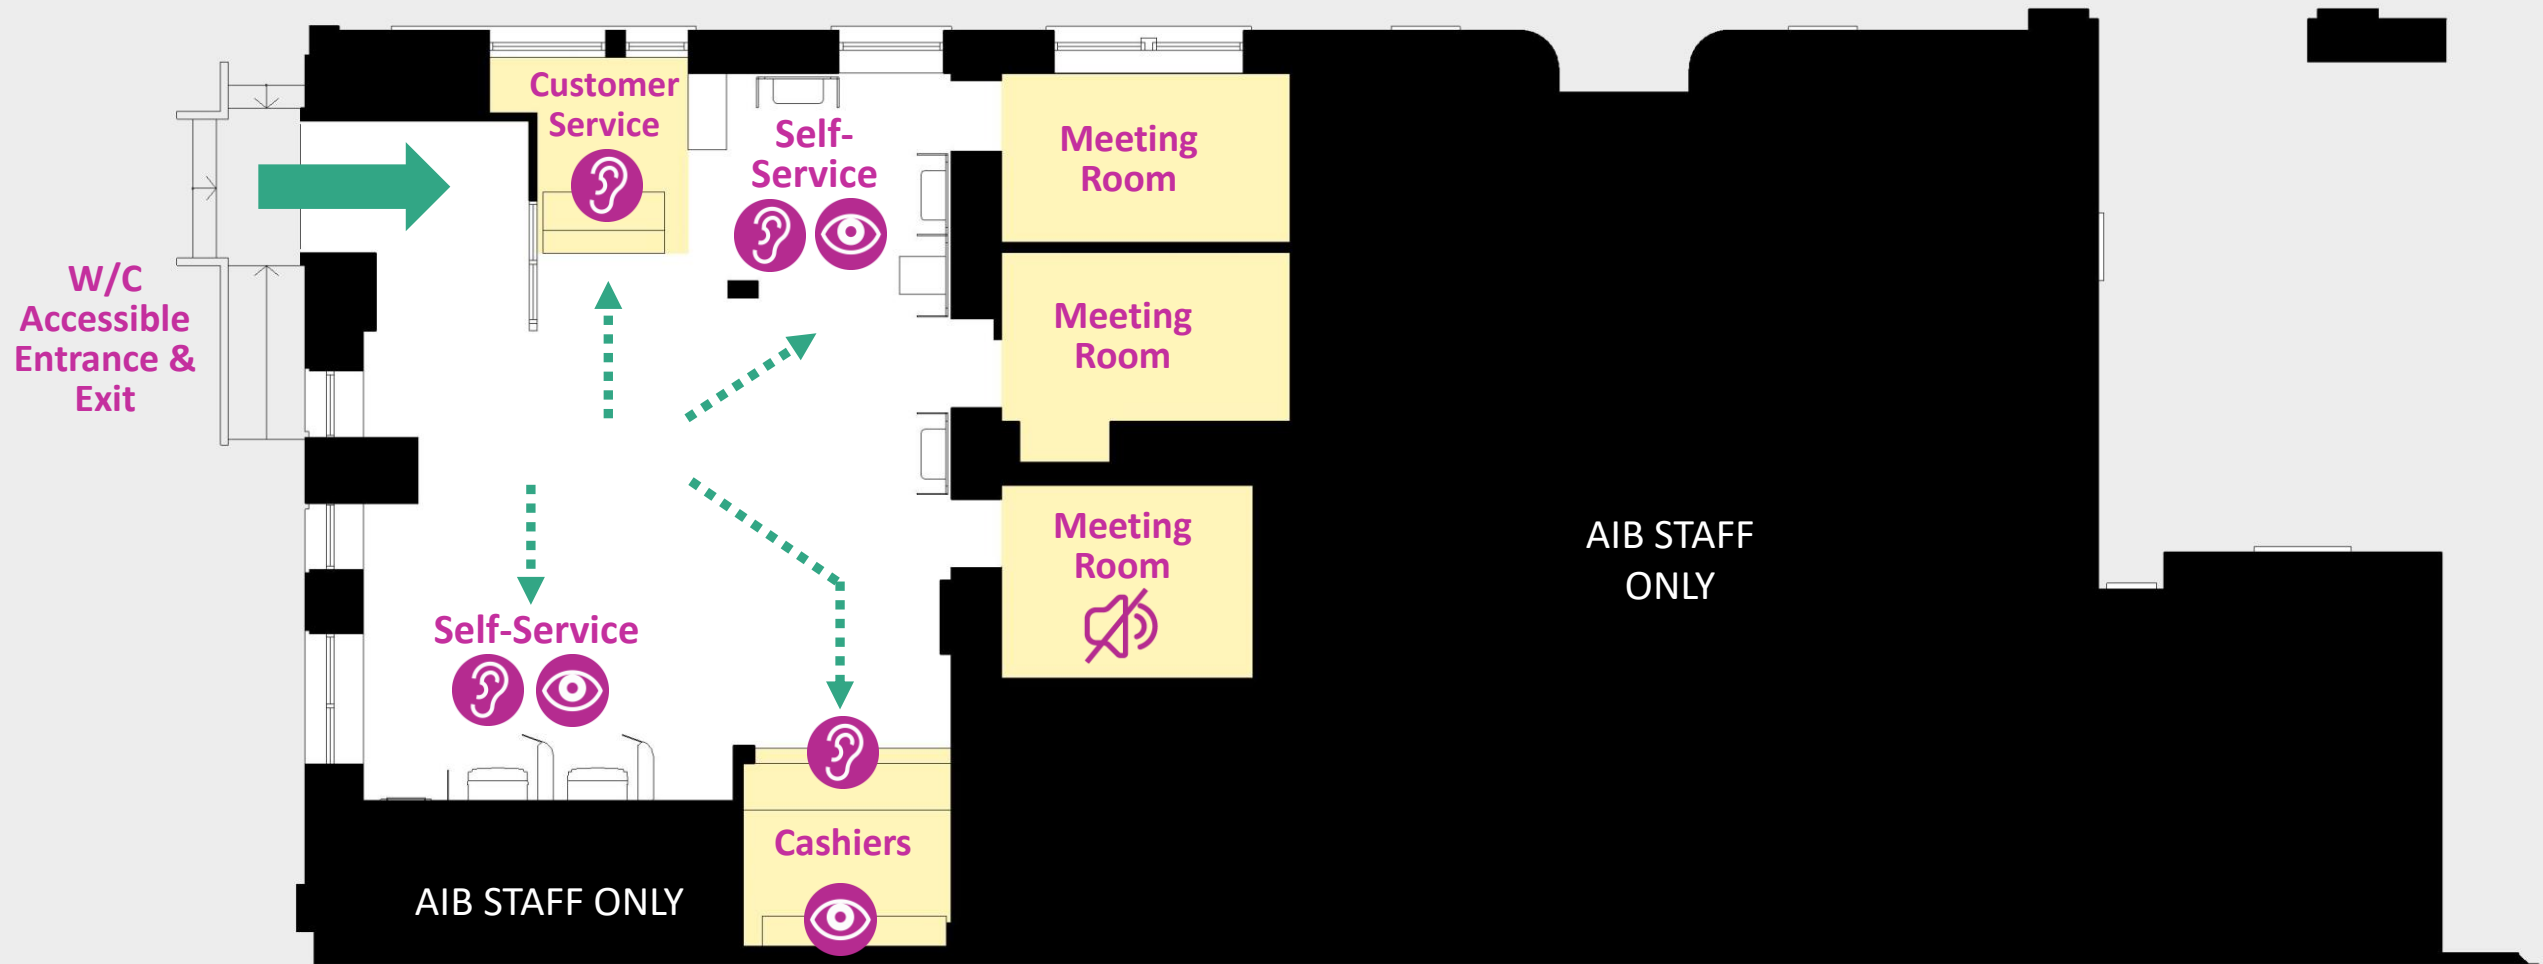 Customer
Service
Self-
Service
Meeting
Room
W/C
Accessible
Entrance &
Exit
Meeting
Room
Meeting
Room
AIB STAFF
ONLY
Self-Service
Cashiers
AIB STAFF ONLY